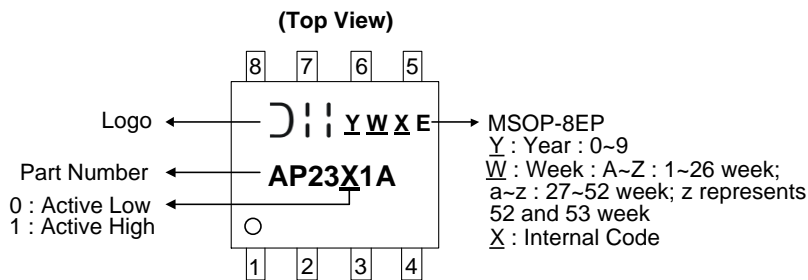 (Top View)
8 7 6 5
Logo
Y W X E
MSOP-8EP
Y : Year : 0~9
W : Week : A~Z : 1~26 week;
a~z : 27~52 week; z represents
52 and 53 week
X : Internal Code
Part Number
AP23X1A
0 : Active Low
1 : Active High
1 2 3 4